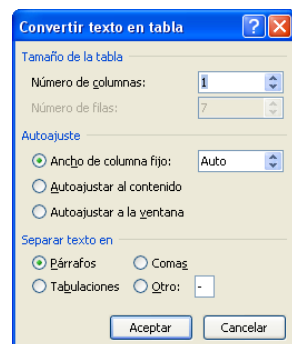 Convertir texto en tabla
Tamaño de la tabla
Número de columnas: 1
Número de filas: 7
Autoajuste
Ancho de columna fijo: Auto
Autoajustar al contenido
Autoajustar a la ventana
Separar texto en
Párrafos Comas
Tabulaciones Otro: -
Aceptar Cancelar